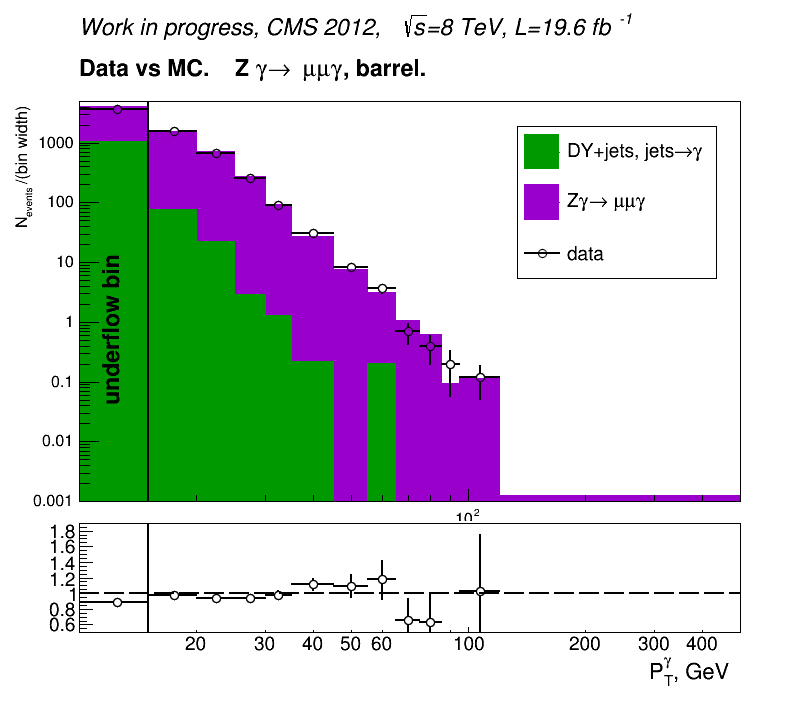 Work in progress, CMS 2012, √s=8 TeV, L=19.6 fb⁻¹
Data vs MC. Z γ→ μμγ, barrel.
N_events /(bin width)
1000
100
10
1
0.1
0.01
0.001
underflow bin
DY+jets, jets→γ
Zγ→ μμγ
data
10²
1.8
1.6
1.4
1.2
1
0.8
0.6
20 30 40 50 60 100 200 300 400
P_T^γ, GeV